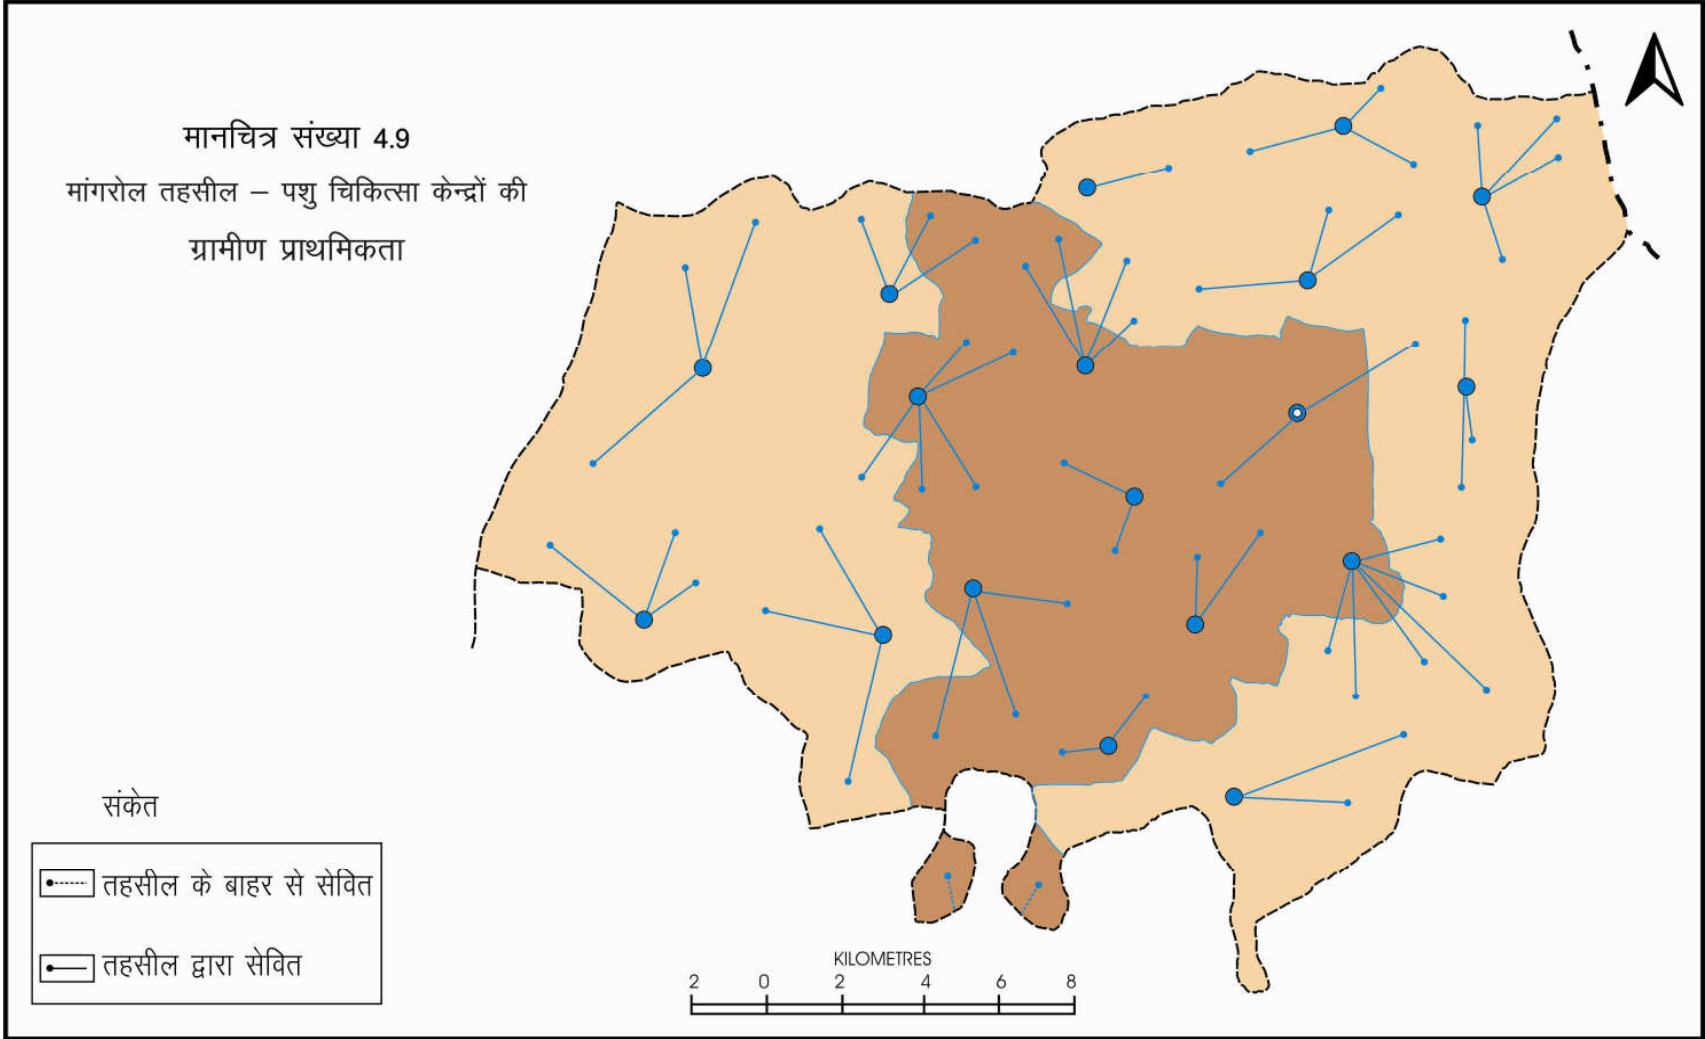 मानचित्र संख्या 4.9
मांगरोल तहसील – पशु चिकित्सा केन्द्रों की
ग्रामीण प्राथमिकता
संकेत
तहसील के बाहर से सेवित
तहसील द्वारा सेवित
KILOMETRES
2 0 2 4 6 8